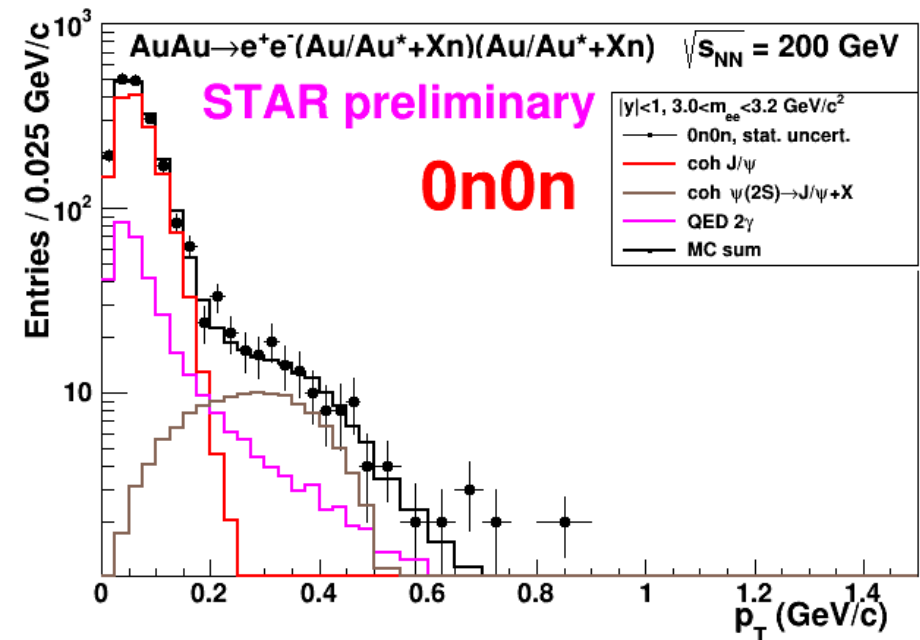 AuAu→e⁺e⁻(Au/Au*+Xn)(Au/Au*+Xn) √s_NN = 200 GeV
STAR preliminary
0n0n
|y|<1, 3.0<m_ee<3.2 GeV/c²
0n0n, stat. uncert.
coh J/ψ
coh ψ(2S)→J/ψ+X
QED 2γ
MC sum
Entries / 0.025 GeV/c
10³
10²
10
0 0.2 0.4 0.6 0.8 1 1.2 1.4
p_T (GeV/c)